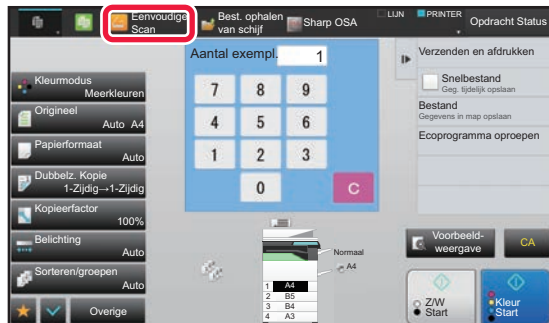 Eenvoudige
Scan
Best. ophalen
van schijf
Sharp OSA
LIJN
PRINTER
Opdracht Status
Aantal exempl.
1
7 8 9
4 5 6
1 2 3
0 C
Kleurmodus
Meerkleuren
Origineel
Auto A4
Papierformaat
Auto
Dubbelz. Kopie
1-Zijdig→1-Zijdig
Kopieerfactor
100%
Belichting
Auto
Sorteren/groepen
Auto
Overige
Normaal
A4
1 A4
2 B5
3 B4
4 A3
Verzenden en afdrukken
Snelbestand
Geg. tijdelijk opslaan
Bestand
Gegevens in map opslaan
Ecoprogramma oproepen
Voorbeeld-
weergave
CA
Z/W
Start
Kleur
Start